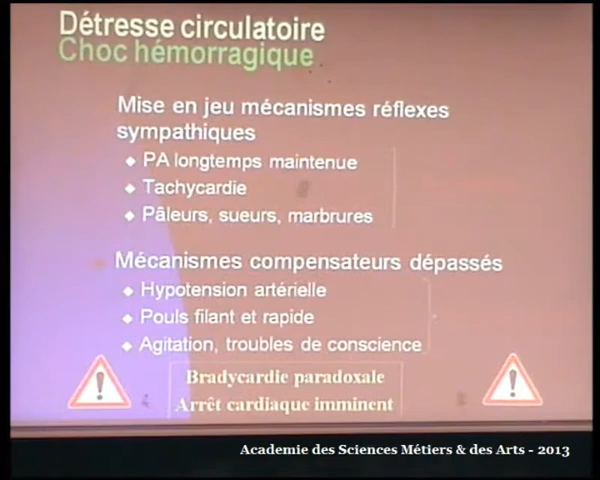 Détresse circulatoire
Choc hémorragique
Mise en jeu mécanismes réflexes
sympathiques
PA longtemps maintenue
Tachycardie
Pâleurs, sueurs, marbrures
Mécanismes compensateurs dépassés
Hypotension artérielle
Pouls filant et rapide
Agitation, troubles de conscience
Bradycardie paradoxale
Arrêt cardiaque imminent
Academie des Sciences Métiers & des Arts - 2013